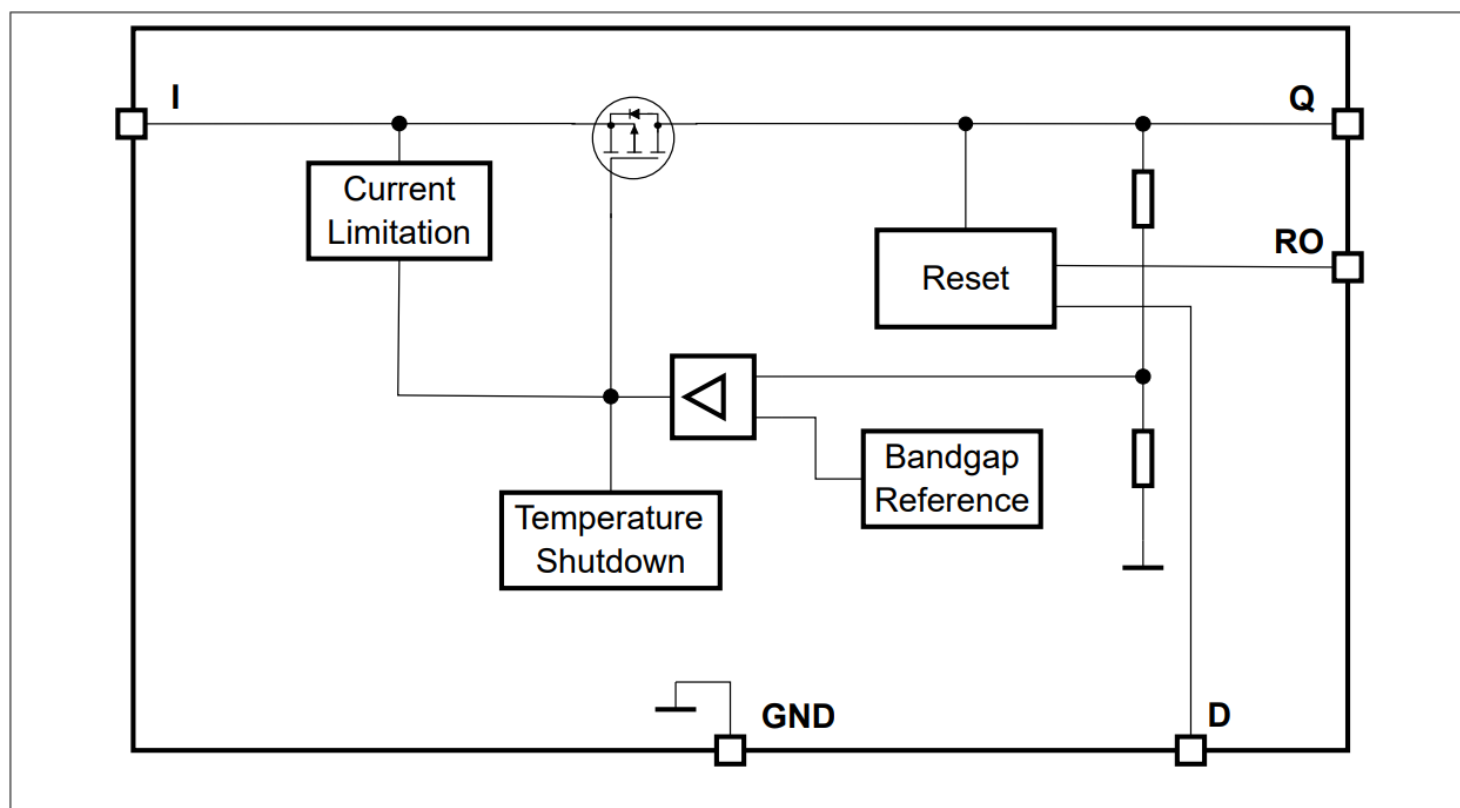 I
Q
Current
Limitation
RO
Reset
Bandgap
Reference
Temperature
Shutdown
GND
D